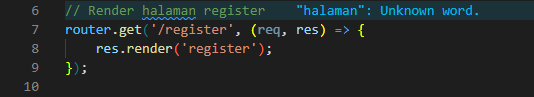 6 // Render halaman register "halaman": Unknown word.
7 router.get('/register', (req, res) => {
8 res.render('register');
9 });
10